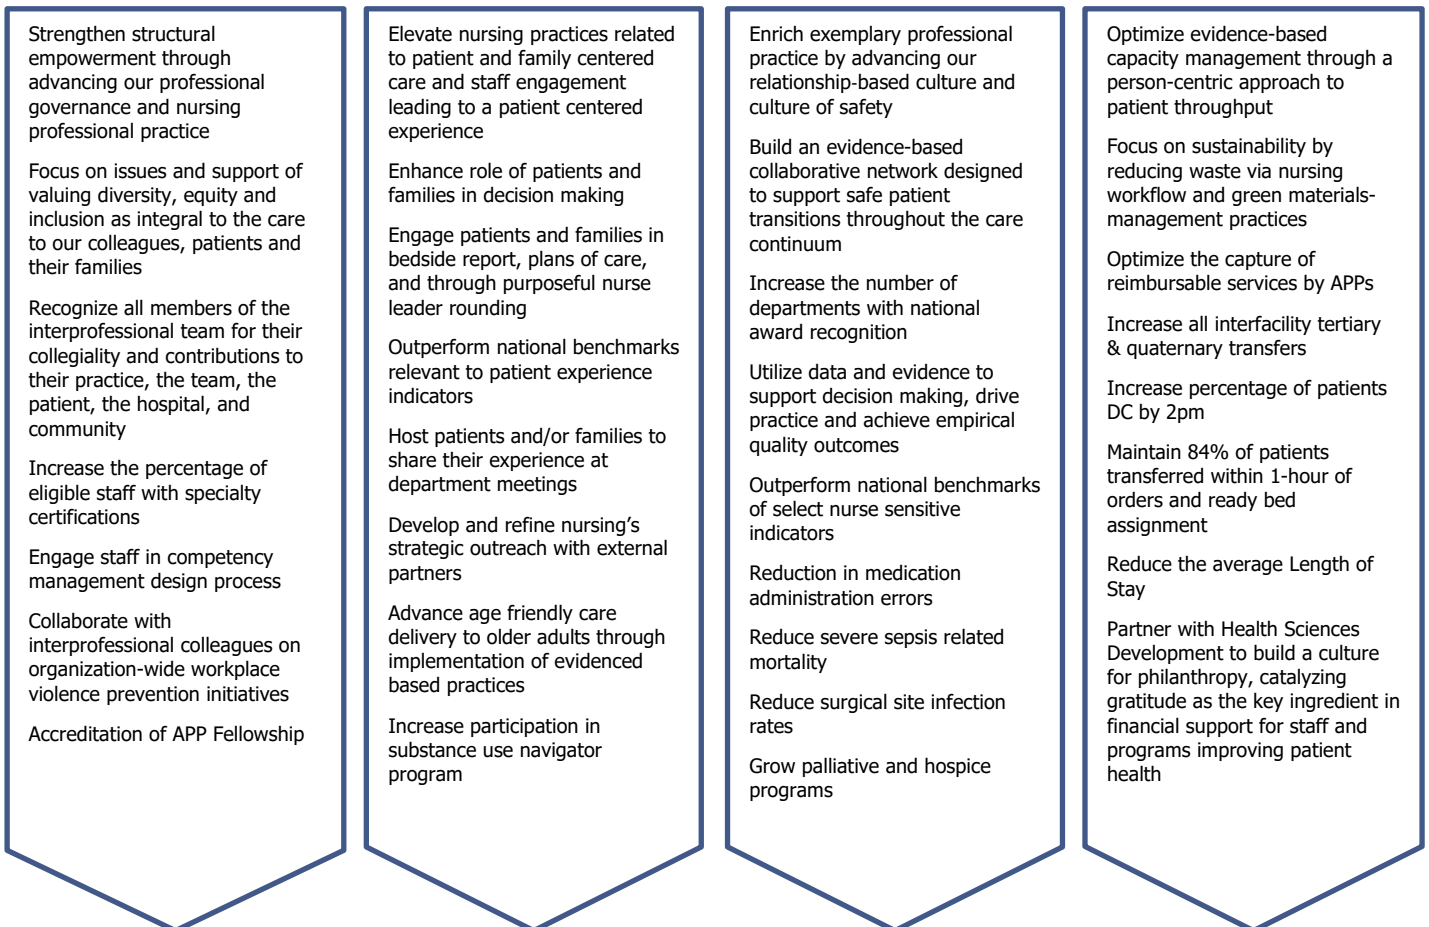 Strengthen structural
empowerment through
advancing our professional
governance and nursing
professional practice
Focus on issues and support of
valuing diversity, equity and
inclusion as integral to the care
to our colleagues, patients and
their families
Recognize all members of the
interprofessional team for their
collegiality and contributions to
their practice, the team, the
patient, the hospital, and
community
Increase the percentage of
eligible staff with specialty
certifications
Engage staff in competency
management design process
Collaborate with
interprofessional colleagues on
organization-wide workplace
violence prevention initiatives
Accreditation of APP Fellowship
Elevate nursing practices related
to patient and family centered
care and staff engagement
leading to a patient centered
experience
Enhance role of patients and
families in decision making
Engage patients and families in
bedside report, plans of care,
and through purposeful nurse
leader rounding
Outperform national benchmarks
relevant to patient experience
indicators
Host patients and/or families to
share their experience at
department meetings
Develop and refine nursing’s
strategic outreach with external
partners
Advance age friendly care
delivery to older adults through
implementation of evidenced
based practices
Increase participation in
substance use navigator
program
Enrich exemplary professional
practice by advancing our
relationship-based culture and
culture of safety
Build an evidence-based
collaborative network designed
to support safe patient
transitions throughout the care
continuum
Increase the number of
departments with national
award recognition
Utilize data and evidence to
support decision making, drive
practice and achieve empirical
quality outcomes
Outperform national benchmarks
of select nurse sensitive
indicators
Reduction in medication
administration errors
Reduce severe sepsis related
mortality
Reduce surgical site infection
rates
Grow palliative and hospice
programs
Optimize evidence-based
capacity management through a
person-centric approach to
patient throughput
Focus on sustainability by
reducing waste via nursing
workflow and green materials-
management practices
Optimize the capture of
reimbursable services by APPs
Increase all interfacility tertiary
& quaternary transfers
Increase percentage of patients
DC by 2pm
Maintain 84% of patients
transferred within 1-hour of
orders and ready bed
assignment
Reduce the average Length of
Stay
Partner with Health Sciences
Development to build a culture
for philanthropy, catalyzing
gratitude as the key ingredient in
financial support for staff and
programs improving patient
health